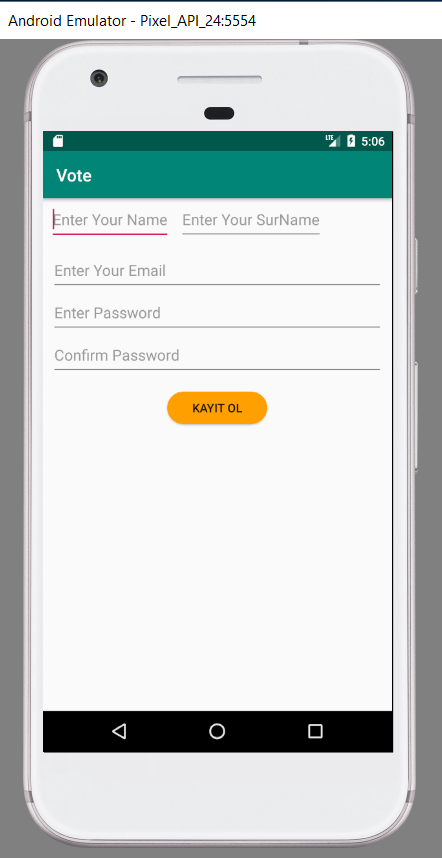 Android Emulator - Pixel_API_24:5554
LTE 5:06
Vote
Enter Your Name Enter Your SurName
Enter Your Email
Enter Password
Confirm Password
KAYIT OL